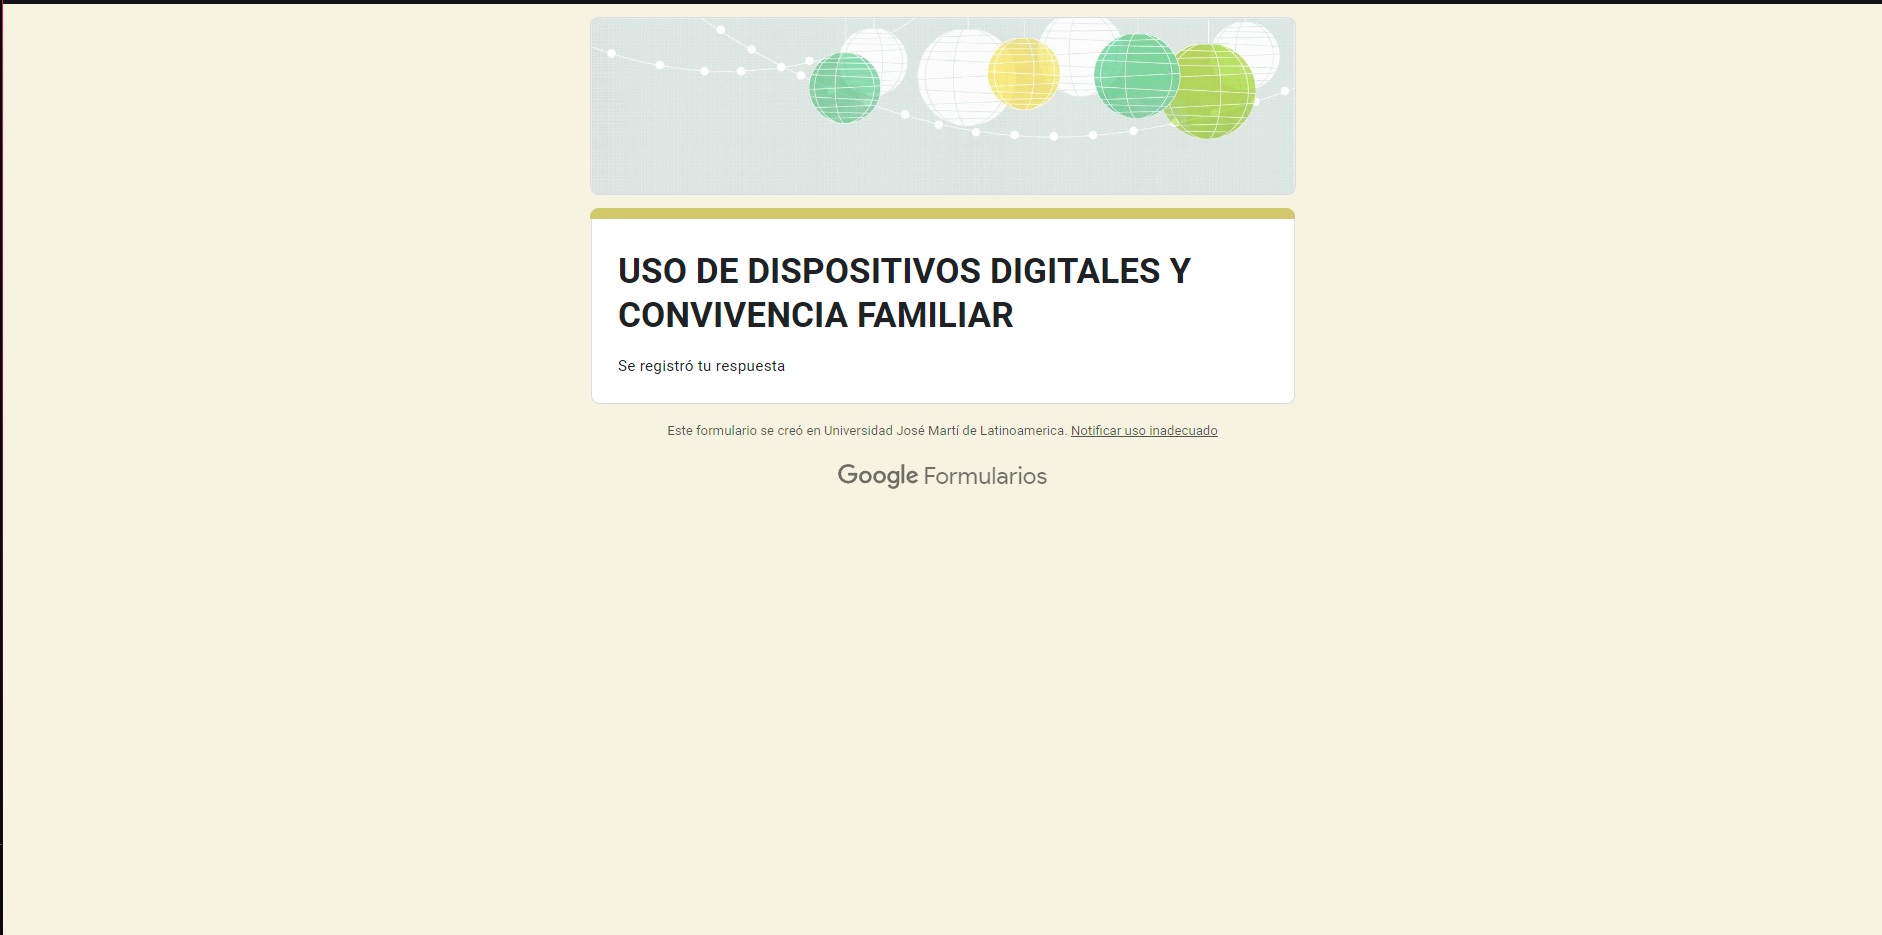 USO DE DISPOSITIVOS DIGITALES Y
CONVIVENCIA FAMILIAR
Se registró tu respuesta
Este formulario se creó en Universidad José Martí de Latinoamerica. Notificar uso inadecuado
Google Formularios